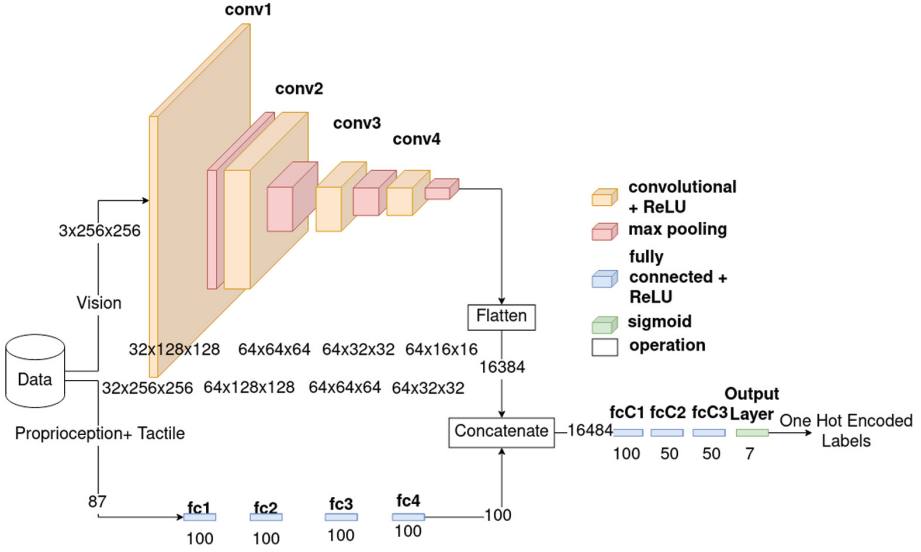 conv1
conv2
conv3
conv4
3x256x256
Vision
Data
32x128x128
64x64x64
64x32x32
64x16x16
32x256x256
64x128x128
64x64x64
64x32x32
Proprioception+ Tactile
87
fc1
fc2
fc3
fc4
100
100
100
100
100
Flatten
16384
Concatenate
16484
fcC1
fcC2
fcC3
Output
Layer
100
50
50
7
One Hot Encoded
Labels
convolutional
+ ReLU
max pooling
fully
connected +
ReLU
sigmoid
operation